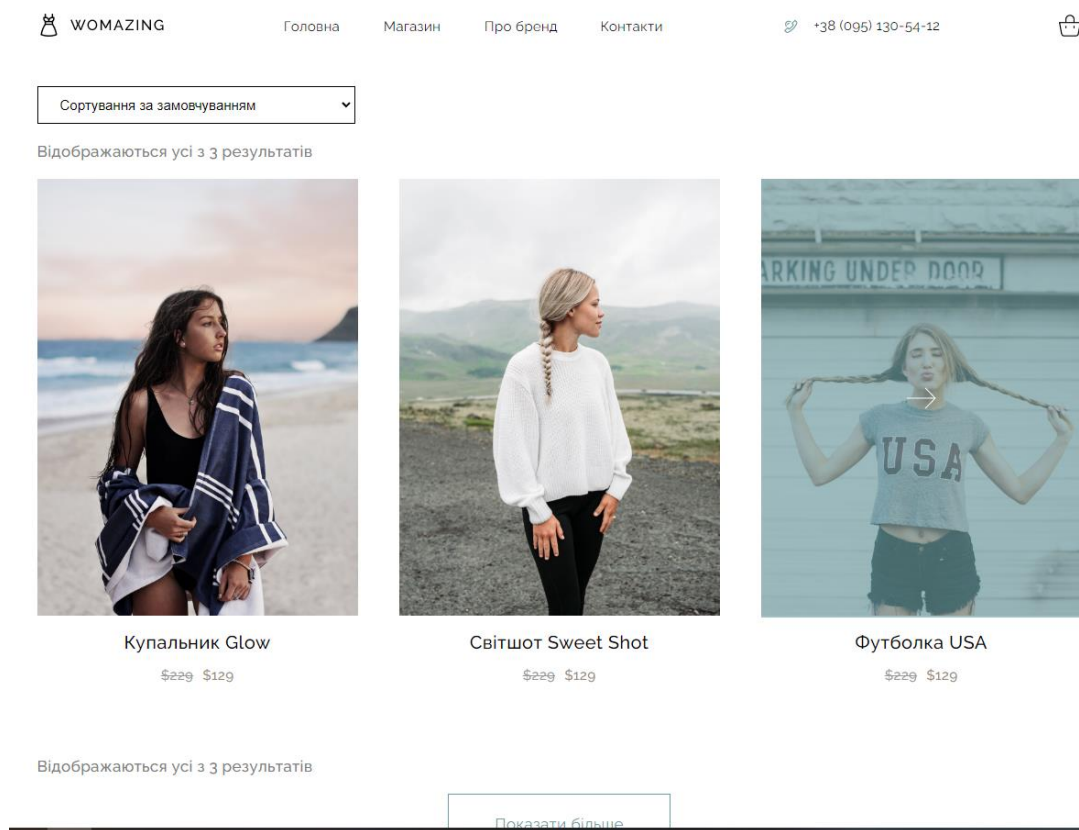 WOMAZING
Головна Магазин Про бренд Контакти +38 (095) 130-54-12
Сортування за замовчуванням
Відображаються усі з 3 результатів
ARKING UNDER DOOR
USA
Купальник Glow Світшот Sweet Shot Футболка USA
$229 $129 $229 $129 $229 $129
Відображаються усі з 3 результатів
Показати більше